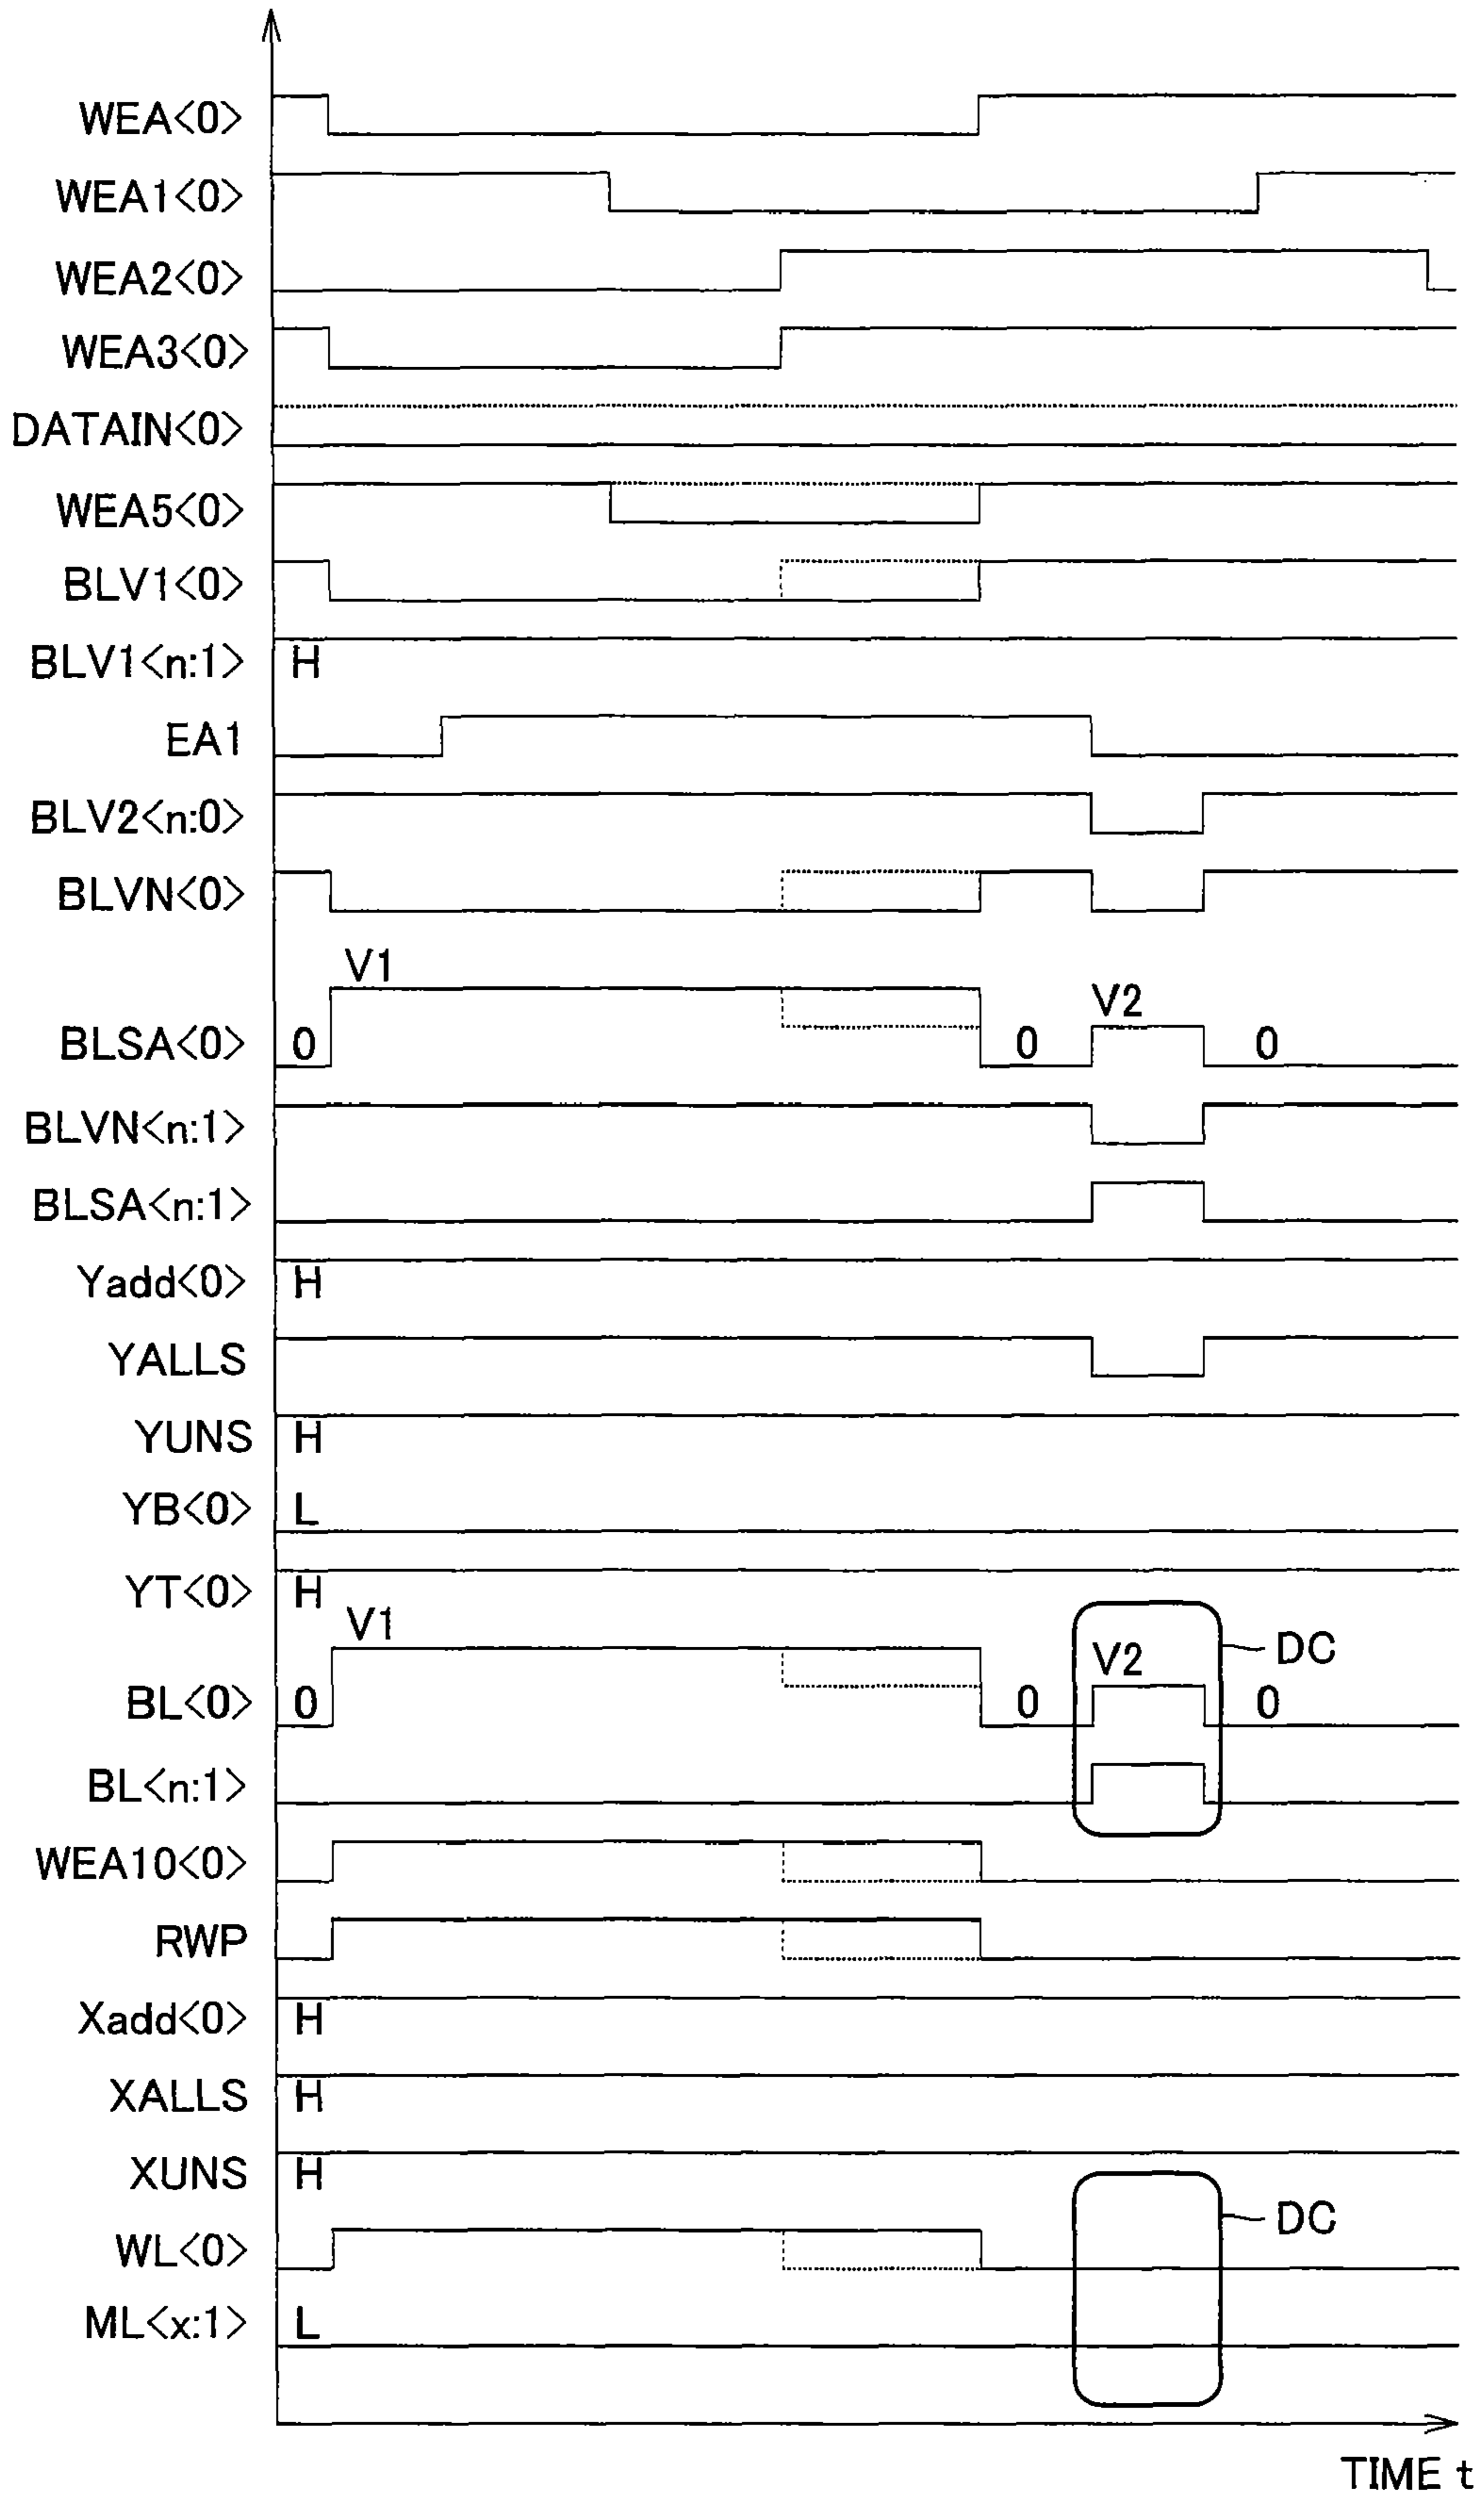 WEA<0>
WEA1<0>
WEA2<0>
WEA3<0>
DATAIN<0>
WEA5<0>
BLV1<0>
BLV1<n:1> H
EA1
BLV2<n:0>
BLVN<0>
V1
V2
BLSA<0> 0 0 0
BLVN<n:1>
BLSA<n:1>
Yadd<0> H
YALLS
YUNS H
YB<0> L
YT<0> H
V1
V2 DC
BL<0> 0 0 0
BL<n:1>
WEA10<0>
RWP
Xadd<0> H
XALLS H
XUNS H
DC
WL<0>
ML<x:1> L
TIME t